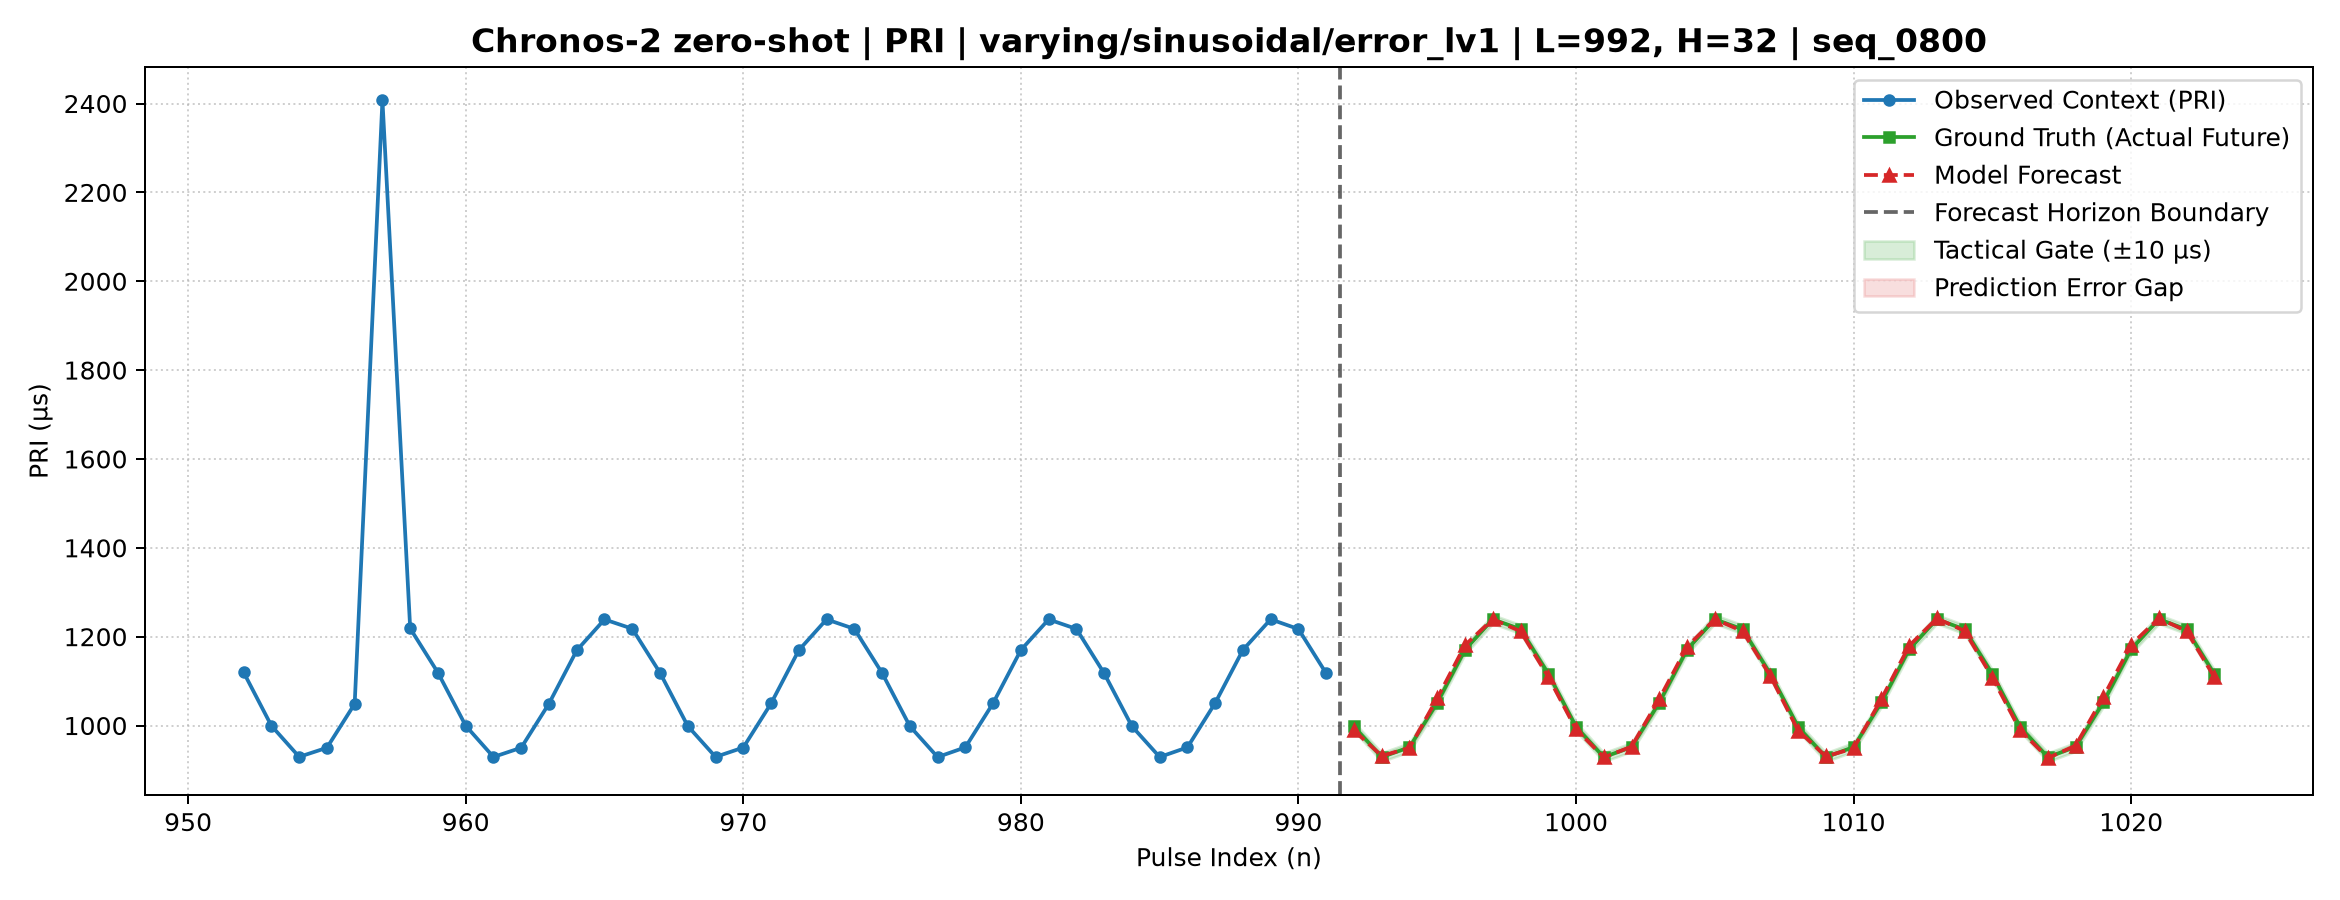 Chronos-2 zero-shot | PRI | varying/sinusoidal/error_lv1 | L=992, H=32 | seq_0800
Observed Context (PRI)
Ground Truth (Actual Future)
Model Forecast
Forecast Horizon Boundary
Tactical Gate (±10 µs)
Prediction Error Gap
PRI (µs)
2400
2200
2000
1800
1600
1400
1200
1000
950 960 970 980 990 1000 1010 1020
Pulse Index (n)